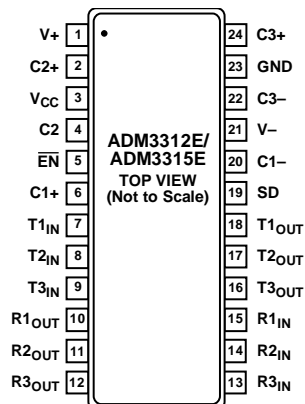 V+ 1 24 C3+
C2+ 2 23 GND
VCC 3 22 C3–
C2 4 21 V–
EN 5 20 C1–
C1+ 6 19 SD
T1IN 7 18 T1OUT
T2IN 8 17 T2OUT
T3IN 9 16 T3OUT
R1OUT 10 15 R1IN
R2OUT 11 14 R2IN
R3OUT 12 13 R3IN
ADM3312E/
ADM3315E
TOP VIEW
(Not to Scale)